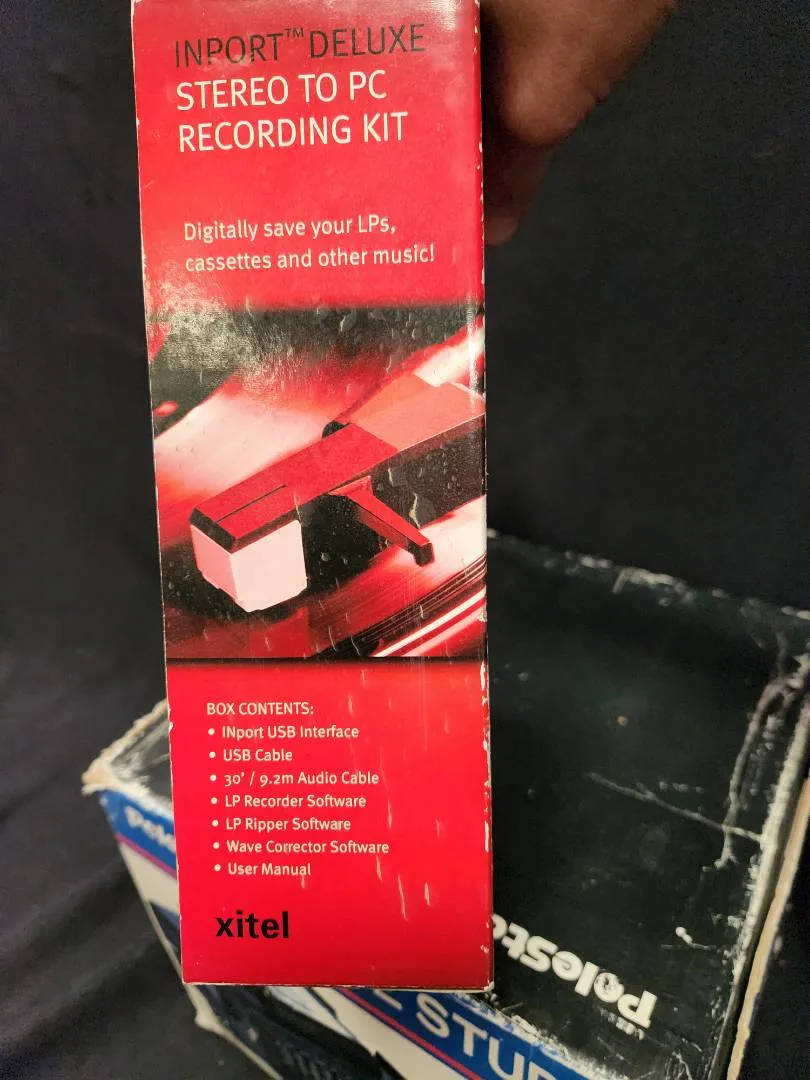 INPORT™ DELUXE
STEREO TO PC
RECORDING KIT
Digitally save your LPs,
cassettes and other music!
BOX CONTENTS:
• INport USB Interface
• USB Cable
• 30' / 9.2m Audio Cable
• LP Recorder Software
• LP Ripper Software
• Wave Corrector Software
• User Manual
xitel